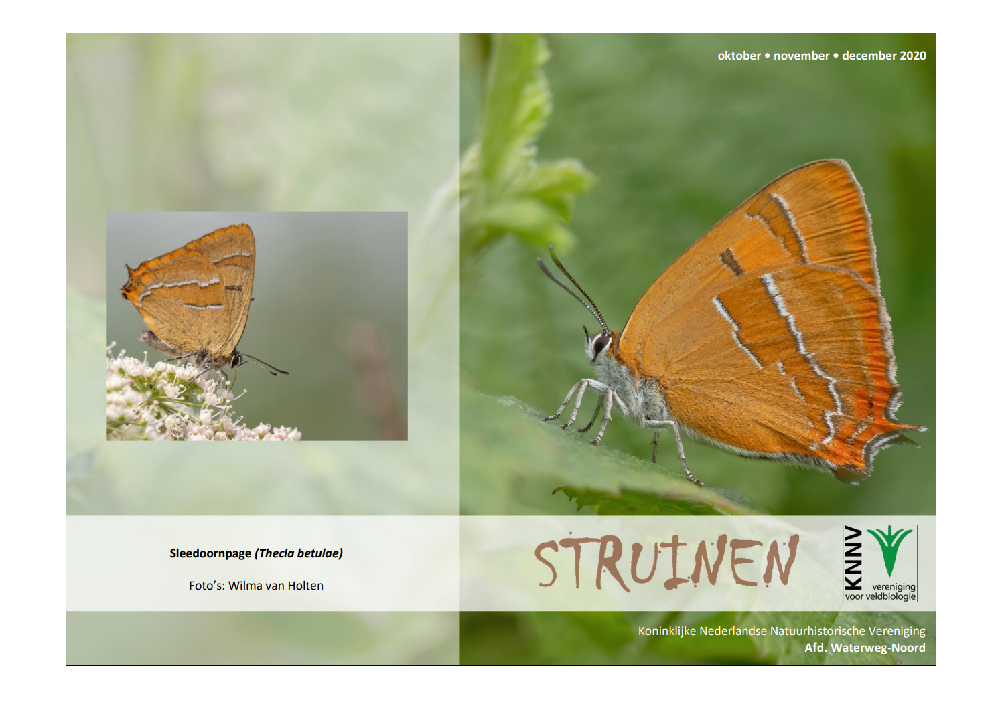 oktober • november • december 2020
Sleedoornpage (Thecla betulae)
Foto’s: Wilma van Holten
STRUINEN
KNNV
vereniging
voor veldbiologie
Koninklijke Nederlandse Natuurhistorische Vereniging
Afd. Waterweg-Noord